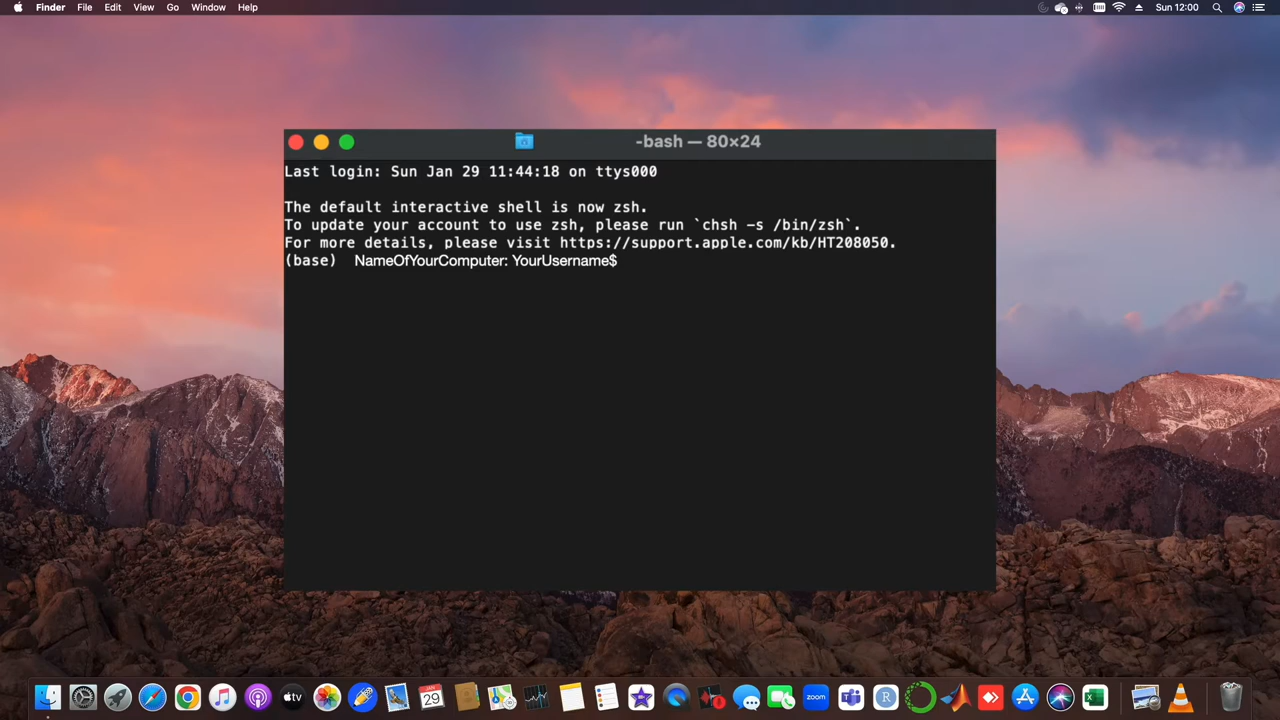 Finder File Edit View Go Window Help Sun 12:00
-bash — 80×24
Last login: Sun Jan 29 11:44:18 on ttys000
The default interactive shell is now zsh.
To update your account to use zsh, please run `chsh -s /bin/zsh`.
For more details, please visit https://support.apple.com/kb/HT208050.
(base) NameOfYourComputer: YourUsername$
JAN
29
tv
zoom
R